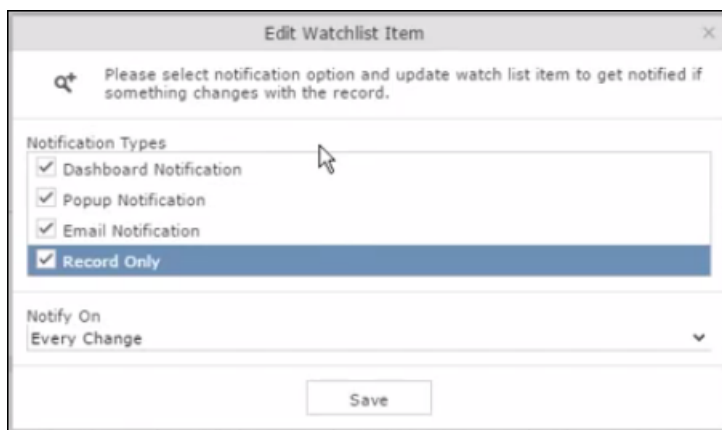 Edit Watchlist Item
Please select notification option and update watch list item to get notified if
something changes with the record.
Notification Types
Dashboard Notification
Popup Notification
Email Notification
Record Only
Notify On
Every Change
Save